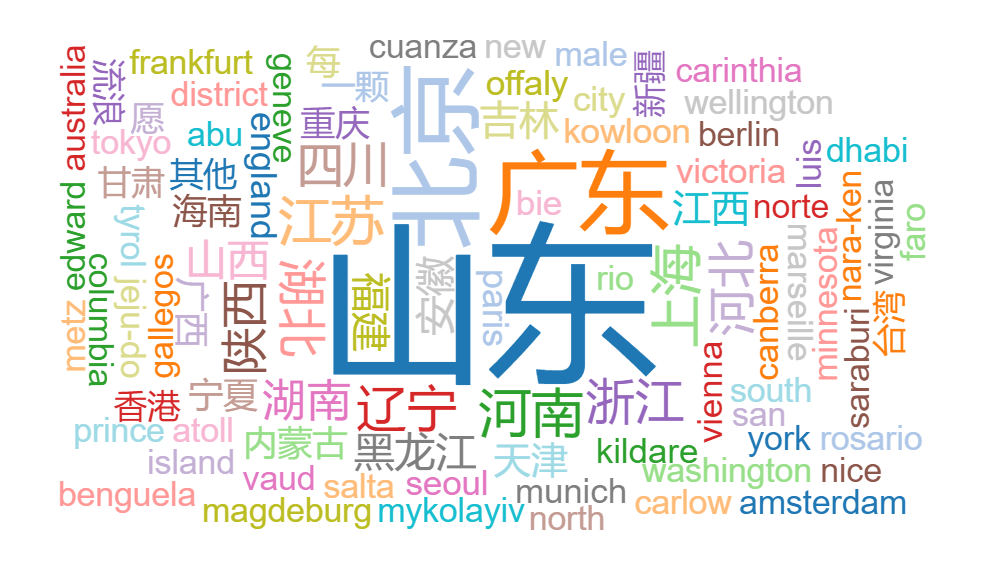 cuanza
new
male
frankfurt
每
一颗
australia
流浪
geneve
district
愿
tokyo
abu
england
重庆
北京
offaly
city
吉林
新疆
carinthia
wellington
kowloon
berlin
luis
dhabi
victoria
四川
广东
甘肃
其他
海南
江苏
bie
江西
norte
edward
tyrol
山西
山东
上海
rio
河北
marseille
canberra
minnesota
nara-ken
virginia
faro
columbia
jeju-do
gallegos
广西
陕西
湖北
福建
安徽
paris
metz
saraburi
台湾
香港
宁夏
湖南
辽宁
河南
浙江
vienna
south
san
prince
atoll
内蒙古
黑龙江
天津
kildare
york
rosario
island
vaud
salta
seoul
munich
washington
nice
benguela
magdeburg
mykolayiv
north
carlow
amsterdam